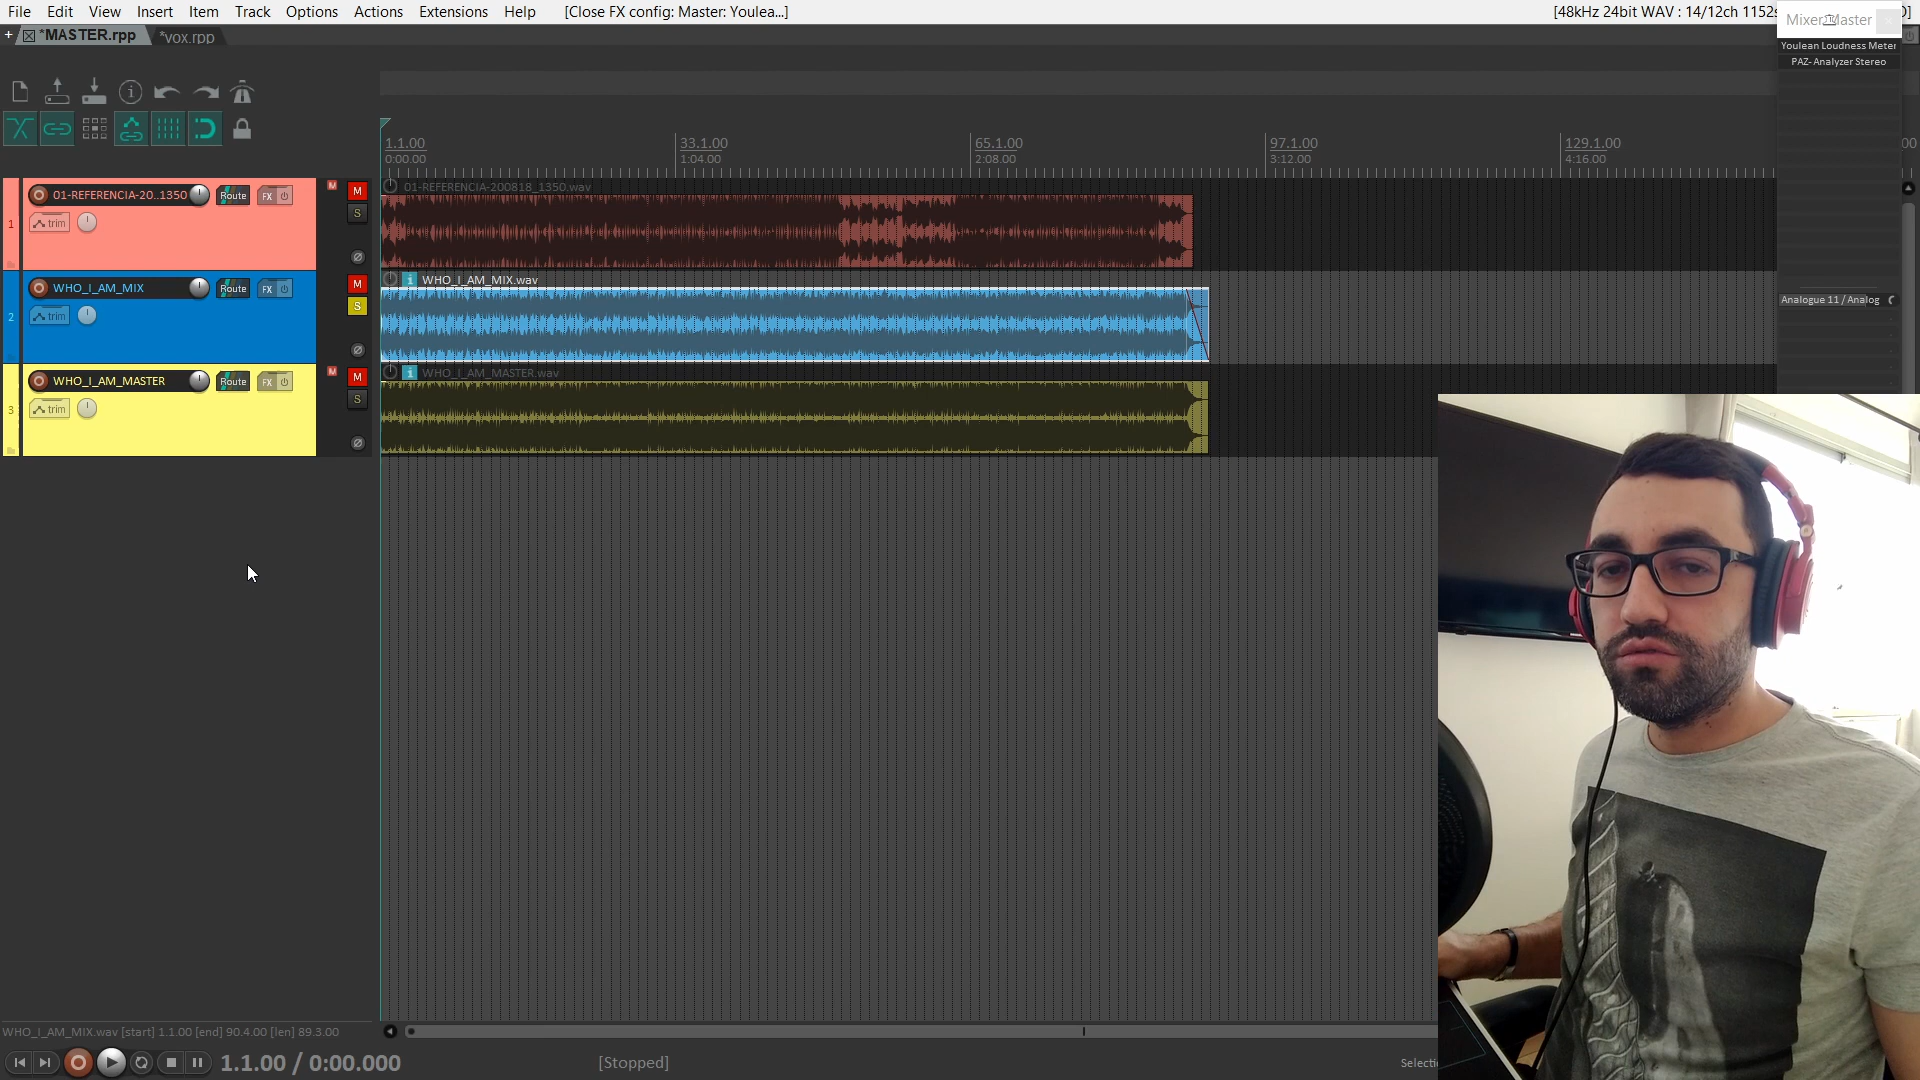 File Edit View Insert Item Track Options Actions Extensions Help [Close FX config: Master: Youlea...] [48kHz 24bit WAV : 14/12ch 1152s
Mixer Master
+ *MASTER.rpp *vox.rpp
Youlean Loudness Meter
PAZ-Analyzer Stereo
1.1.00 33.1.00 65.1.00 97.1.00 129.1.00
0:00.00 1:04.00 2:08.00 3:12.00 4:16.00
01-REFERENCIA-20..1350 Route FX M M 01-REFERENCIA-200818_1350.wav
1 trim S
WHO_I_AM_MIX Route FX M i WHO_I_AM_MIX.wav
2 trim S
Analogue 11 / Analog
WHO_I_AM_MASTER Route FX M M i WHO_I_AM_MASTER.wav
3 trim S
WHO_I_AM_MIX.wav [start] 1.1.00 [end] 90.4.00 [len] 89.3.00
1.1.00 / 0:00.000 [Stopped]